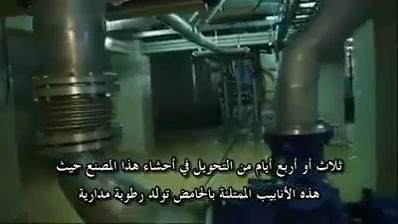 ثلاث أو أربع أيام من التحويل في أحشاء هذا المصنع حيث
هذه الأنابيب الممتلئة بالحامض تولد رطوبة مدارية